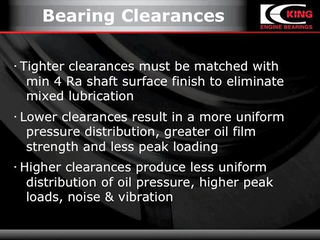 Bearing Clearances
KING
ENGINE BEARINGS
· Tighter clearances must be matched with
min 4 Ra shaft surface finish to eliminate
mixed lubrication
· Lower clearances result in a more uniform
pressure distribution, greater oil film
strength and less peak loading
· Higher clearances produce less uniform
distribution of oil pressure, higher peak
loads, noise & vibration